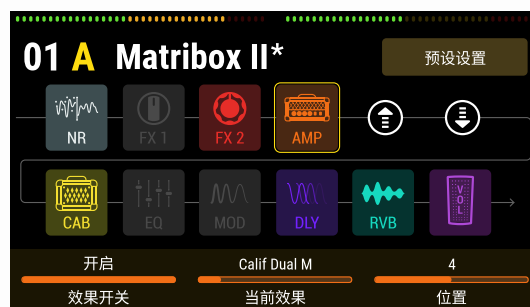 01 A Matribox II*
预设设置
NR FX 1 FX 2 AMP
CAB EQ MOD DLY RVB VOL
开启 Calif Dual M 4
效果开关 当前效果 位置